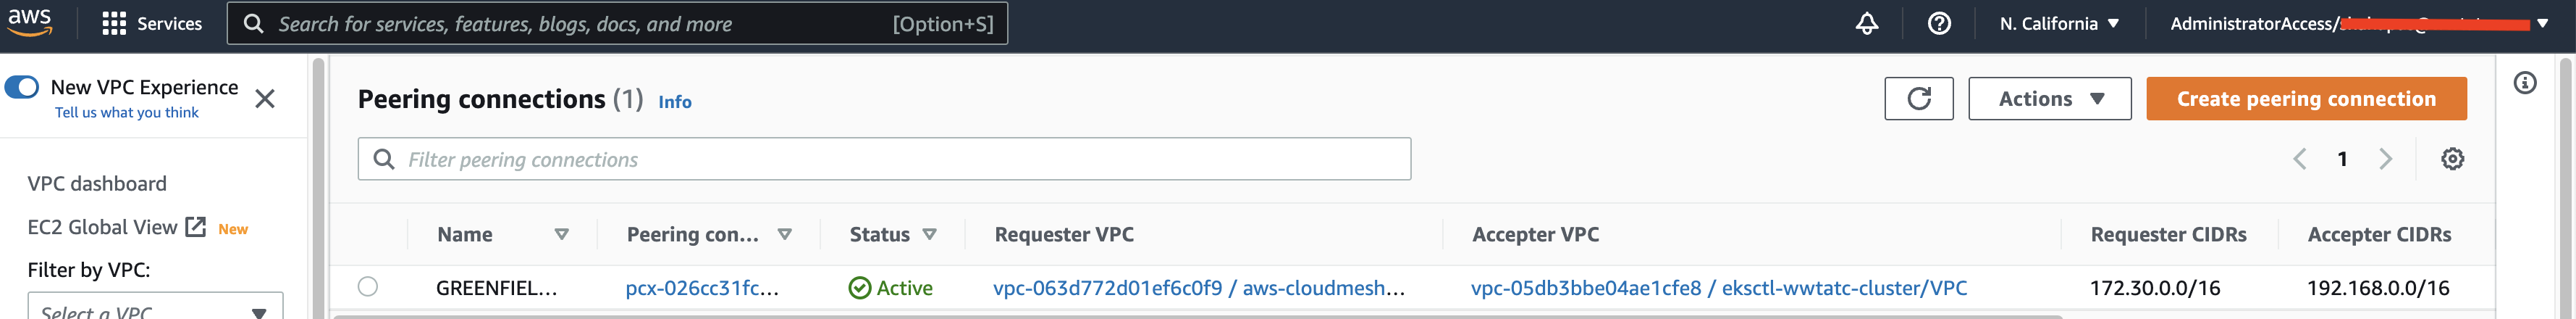 aws
Services
Search for services, features, blogs, docs, and more
[Option+S]
N. California
AdministratorAccess/
New VPC Experience
Tell us what you think
VPC dashboard
EC2 Global View New
Filter by VPC:
Select a VPC
Peering connections (1) Info
Actions
Create peering connection
Filter peering connections
1
Name Peering con... Status Requester VPC Accepter VPC Requester CIDRs Accepter CIDRs
GREENFIEL... pcx-026cc31fc... Active vpc-063d772d01ef6c0f9 / aws-cloudmesh... vpc-05db3bbe04ae1cfe8 / eksctl-wwtatc-cluster/VPC 172.30.0.0/16 192.168.0.0/16